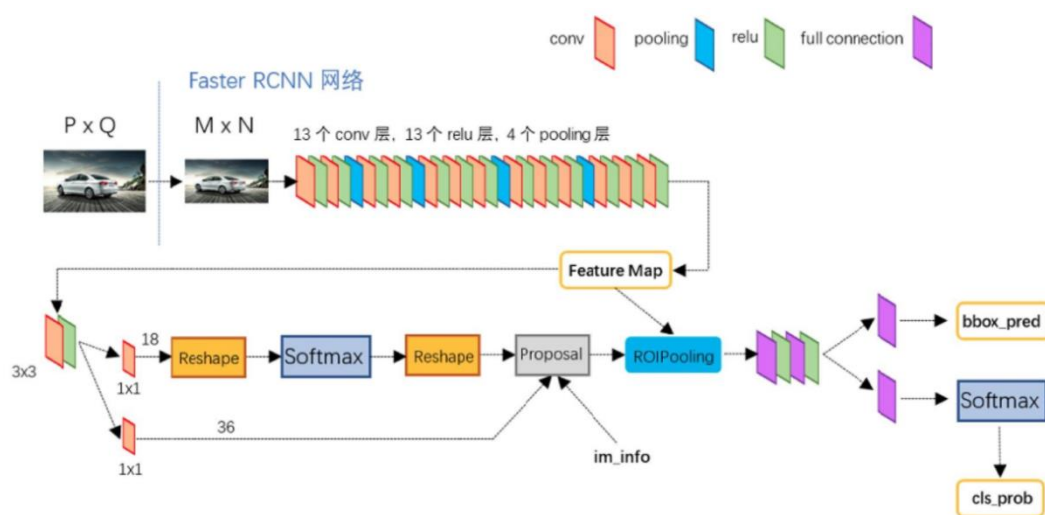 conv pooling relu full connection
Faster RCNN 网络
P x Q
M x N
13 个 conv 层, 13 个 relu 层, 4 个 pooling 层
Feature Map
3x3
1x1
18
Reshape
Softmax
Reshape
Proposal
ROIPooling
bbox_pred
1x1
36
im_info
Softmax
cls_prob